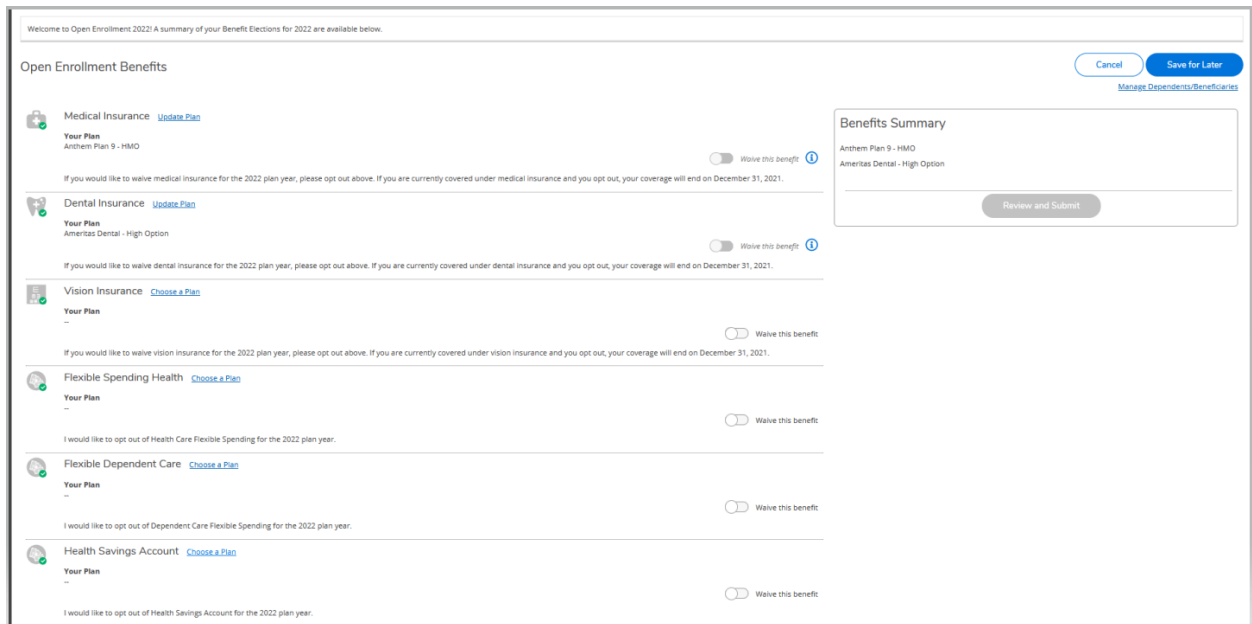 Welcome to Open Enrollment 2022! A summary of your Benefit Elections for 2022 are available below.
Open Enrollment Benefits
Cancel
Save for Later
Manage Dependents/Beneficiaries
Medical Insurance Update Plan
Your Plan
Anthem Plan 9 - HMO
Waive this benefit
If you would like to waive medical insurance for the 2022 plan year, please opt out above. If you are currently covered under medical insurance and you opt out, your coverage will end on December 31, 2021.
Dental Insurance Update Plan
Your Plan
Ameritas Dental - High Option
Waive this benefit
If you would like to waive dental insurance for the 2022 plan year, please opt out above. If you are currently covered under dental insurance and you opt out, your coverage will end on December 31, 2021.
Vision Insurance Choose a Plan
Your Plan
--
Waive this benefit
If you would like to waive vision insurance for the 2022 plan year, please opt out above. If you are currently covered under vision insurance and you opt out, your coverage will end on December 31, 2021.
Flexible Spending Health Choose a Plan
Your Plan
--
Waive this benefit
I would like to opt out of Health Care Flexible Spending for the 2022 plan year.
Flexible Dependent Care Choose a Plan
Your Plan
--
Waive this benefit
I would like to opt out of Dependent Care Flexible Spending for the 2022 plan year.
Health Savings Account Choose a Plan
Your Plan
--
Waive this benefit
I would like to opt out of Health Savings Account for the 2022 plan year.
Benefits Summary
Anthem Plan 9 - HMO
Ameritas Dental - High Option
Review and Submit